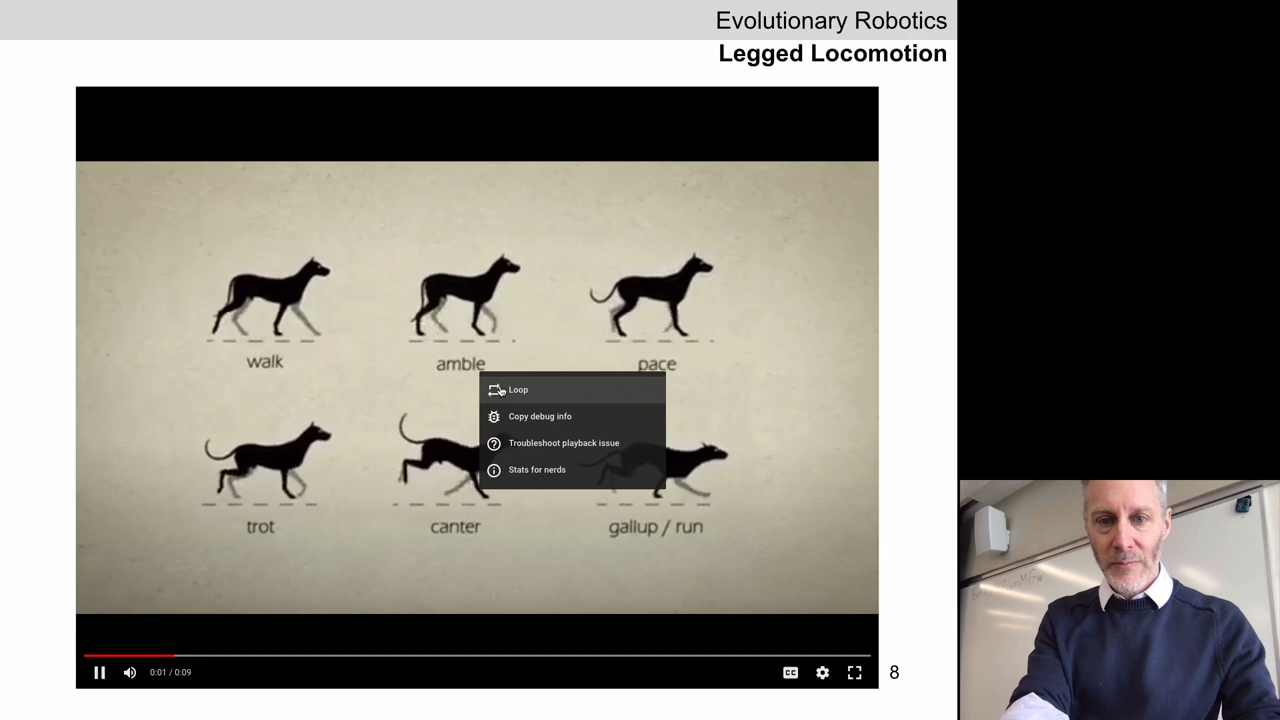 Evolutionary Robotics
Legged Locomotion
walk
amble
pace
Loop
Copy debug info
Troubleshoot playback issue
Stats for nerds
trot
canter
gallup / run
0:01 / 0:09
CC
8